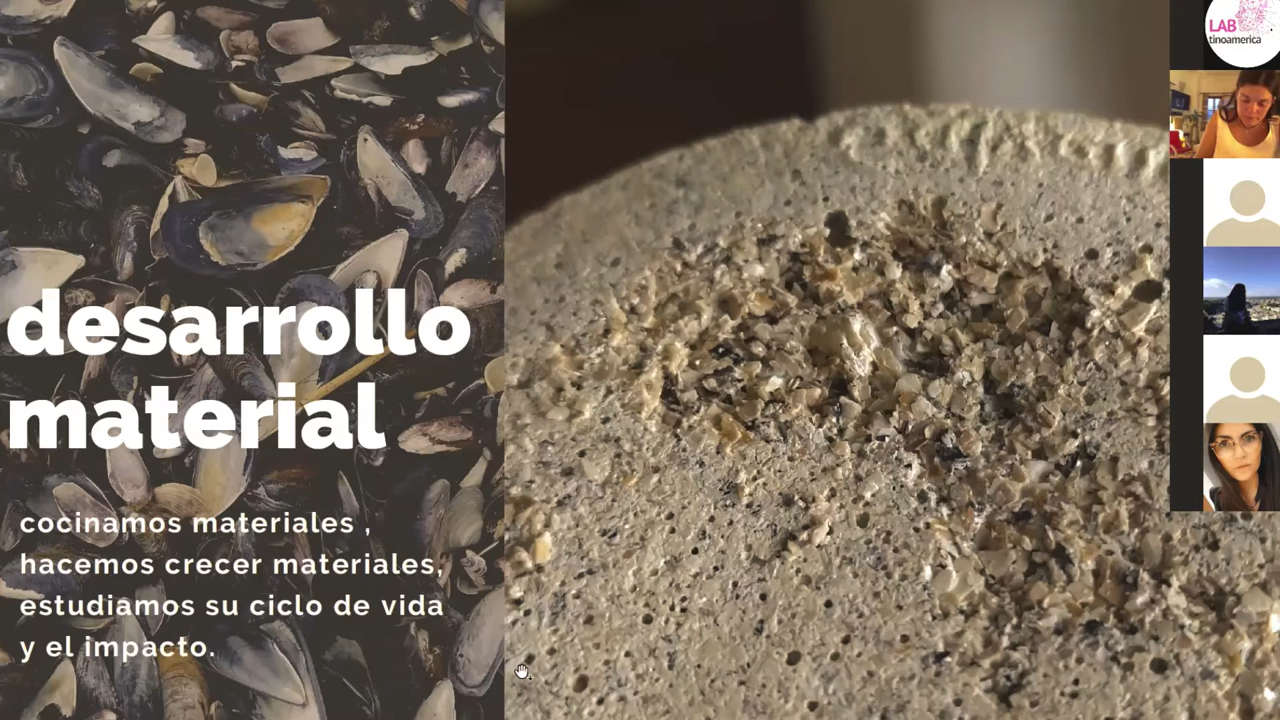 desarrollo
material
cocinamos materiales ,
hacemos crecer materiales,
estudiamos su ciclo de vida
y el impacto.
LAB
tinoamerica